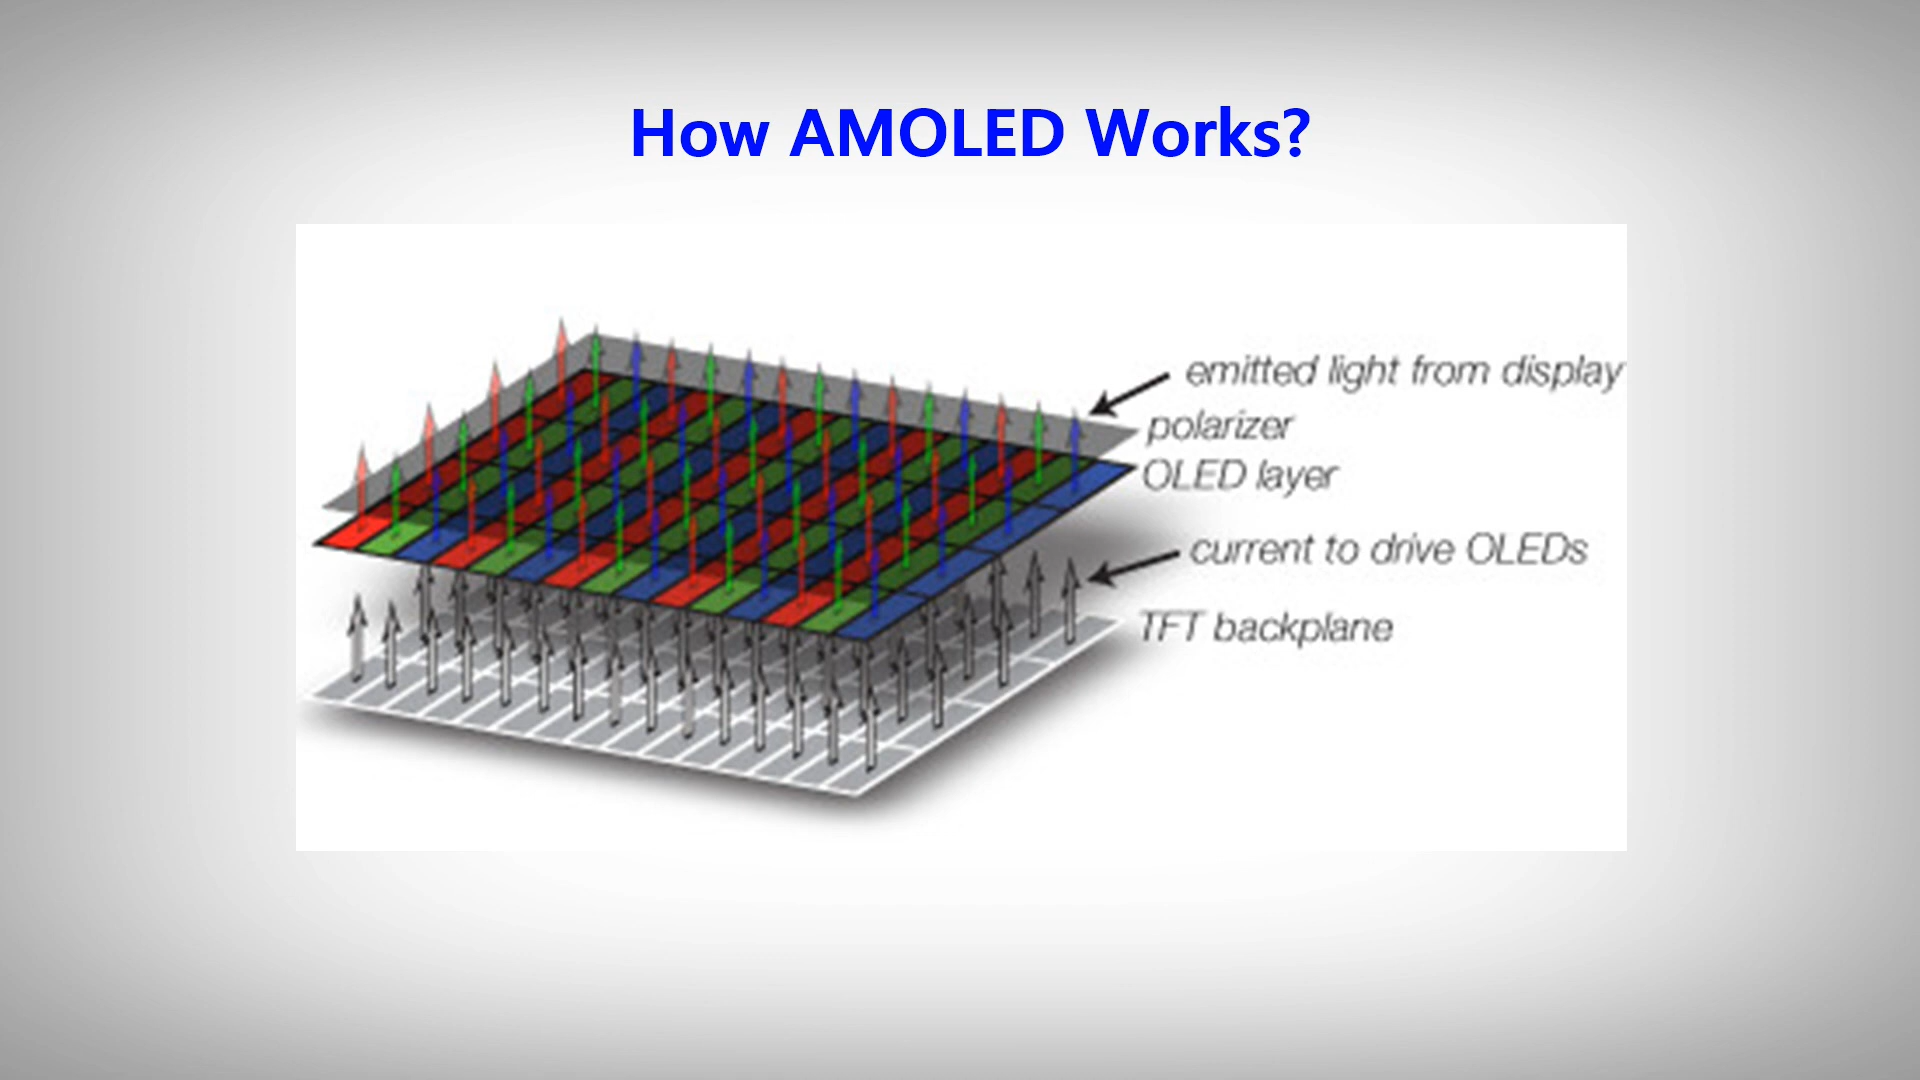 How AMOLED Works?
emitted light from display
polarizer
OLED layer
current to drive OLEDs
TFT backplane